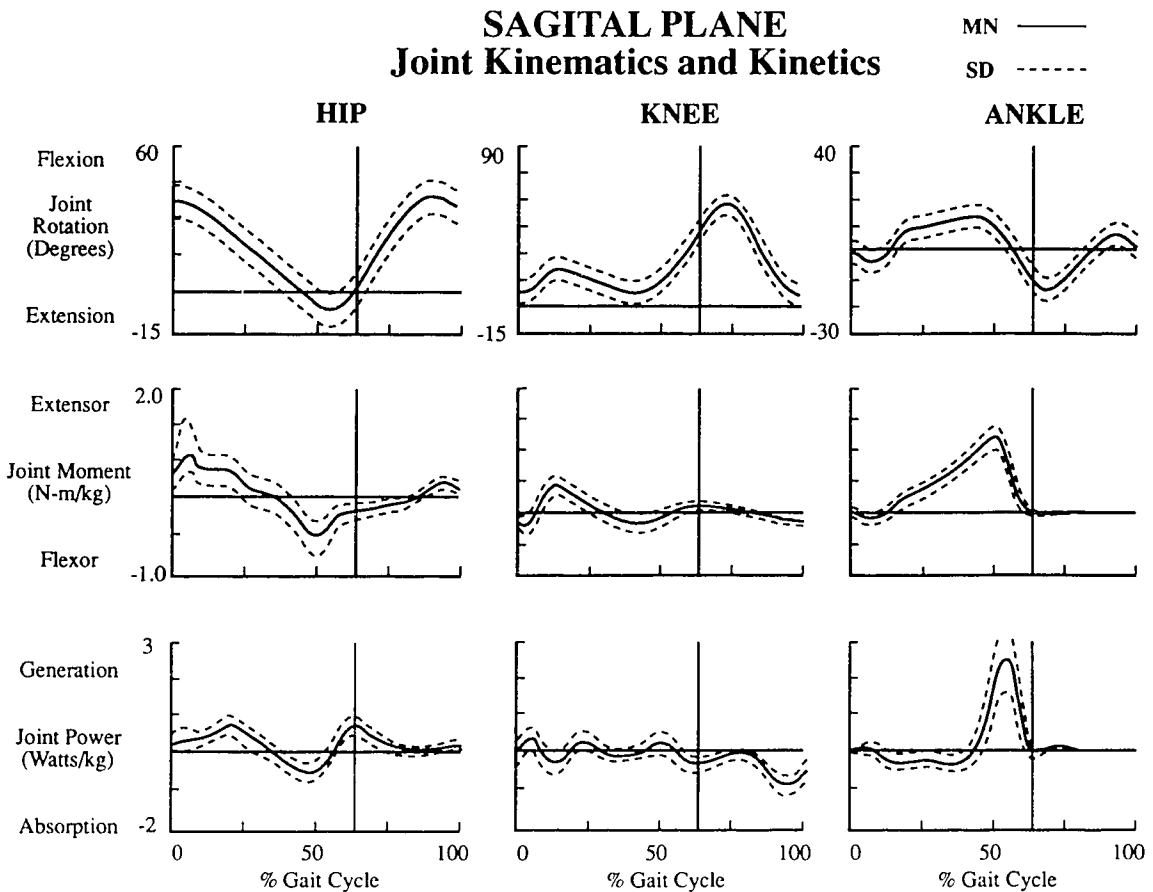 SAGITAL PLANE
Joint Kinematics and Kinetics
MN
SD
HIP
KNEE
ANKLE
Flexion
Joint
Rotation
(Degrees)
Extension
60
-15
90
-15
40
-30
Extensor
Joint Moment
(N-m/kg)
Flexor
2.0
-1.0
Generation
Joint Power
(Watts/kg)
Absorption
3
-2
0 50 100
% Gait Cycle
0 50 100
% Gait Cycle
0 50 100
% Gait Cycle